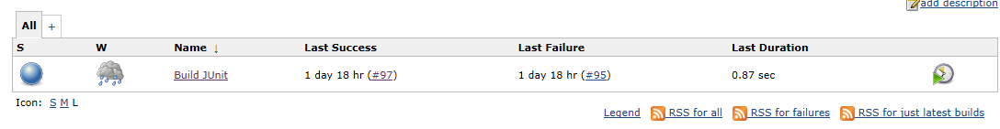 add description
All +
S W Name ↓ Last Success Last Failure Last Duration
Build JUnit 1 day 18 hr (#97) 1 day 18 hr (#95) 0.87 sec
Icon: S M L
Legend RSS for all RSS for failures RSS for just latest builds